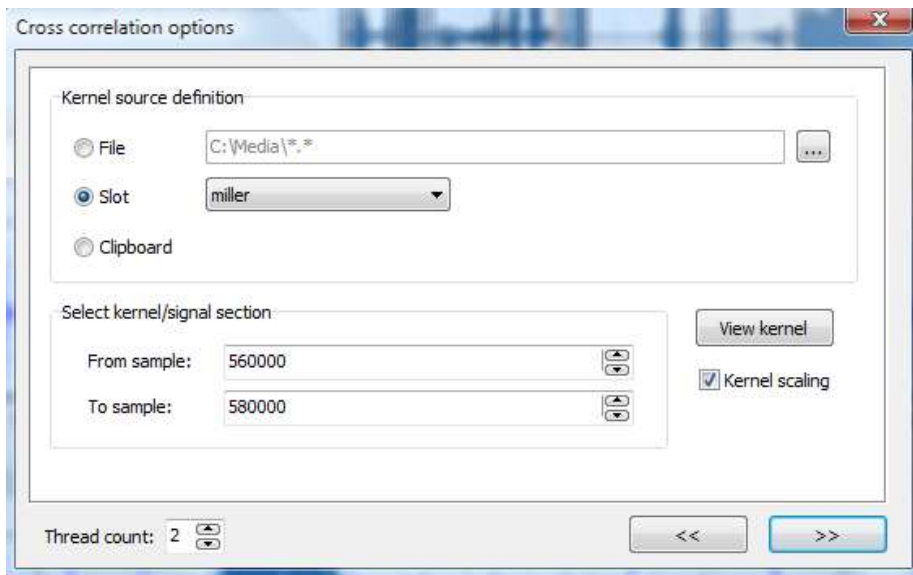 Cross correlation options
Kernel source definition
File C:\Media\*.* ...
Slot miller
Clipboard
Select kernel/signal section
From sample: 560000
To sample: 580000
View kernel
Kernel scaling
Thread count: 2 << >>